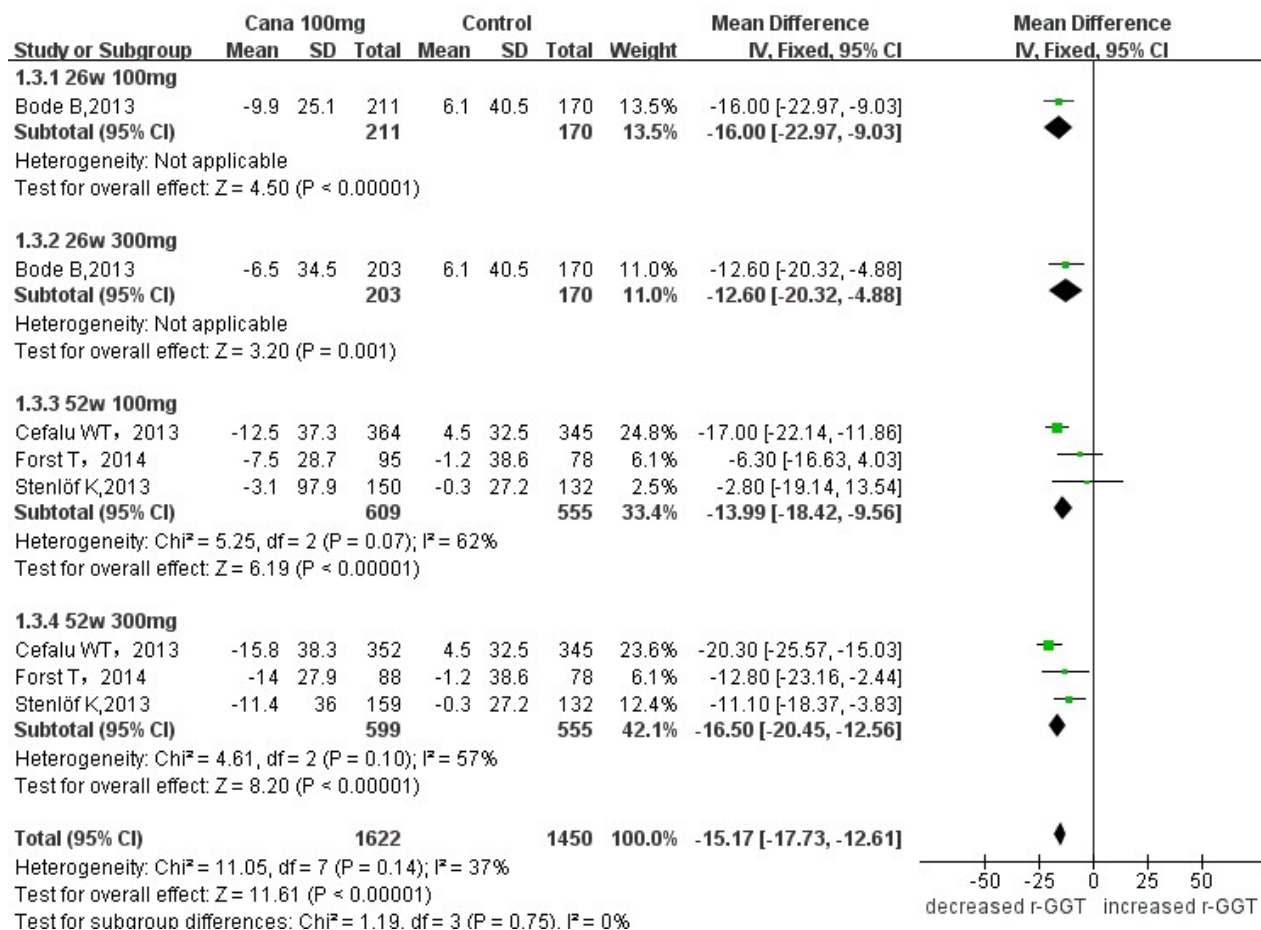 Cana 100mg Control Mean Difference Mean Difference
Study or Subgroup Mean SD Total Mean SD Total Weight IV, Fixed, 95% CI IV, Fixed, 95% CI
1.3.1 26w 100mg
Bode B,2013 -9.9 25.1 211 6.1 40.5 170 13.5% -16.00 [-22.97, -9.03]
Subtotal (95% CI) 211 170 13.5% -16.00 [-22.97, -9.03]
Heterogeneity: Not applicable
Test for overall effect: Z = 4.50 (P < 0.00001)
1.3.2 26w 300mg
Bode B,2013 -6.5 34.5 203 6.1 40.5 170 11.0% -12.60 [-20.32, -4.88]
Subtotal (95% CI) 203 170 11.0% -12.60 [-20.32, -4.88]
Heterogeneity: Not applicable
Test for overall effect: Z = 3.20 (P = 0.001)
1.3.3 52w 100mg
Cefalu WT，2013 -12.5 37.3 364 4.5 32.5 345 24.8% -17.00 [-22.14, -11.86]
Forst T，2014 -7.5 28.7 95 -1.2 38.6 78 6.1% -6.30 [-16.63, 4.03]
Stenlöf K,2013 -3.1 97.9 150 -0.3 27.2 132 2.5% -2.80 [-19.14, 13.54]
Subtotal (95% CI) 609 555 33.4% -13.99 [-18.42, -9.56]
Heterogeneity: Chi² = 5.25, df = 2 (P = 0.07); I² = 62%
Test for overall effect: Z = 6.19 (P < 0.00001)
1.3.4 52w 300mg
Cefalu WT，2013 -15.8 38.3 352 4.5 32.5 345 23.6% -20.30 [-25.57, -15.03]
Forst T，2014 -14 27.9 88 -1.2 38.6 78 6.1% -12.80 [-23.16, -2.44]
Stenlöf K,2013 -11.4 36 159 -0.3 27.2 132 12.4% -11.10 [-18.37, -3.83]
Subtotal (95% CI) 599 555 42.1% -16.50 [-20.45, -12.56]
Heterogeneity: Chi² = 4.61, df = 2 (P = 0.10); I² = 57%
Test for overall effect: Z = 8.20 (P < 0.00001)
Total (95% CI) 1622 1450 100.0% -15.17 [-17.73, -12.61]
Heterogeneity: Chi² = 11.05, df = 7 (P = 0.14); I² = 37%
Test for overall effect: Z = 11.61 (P < 0.00001)
Test for subgroup differences: Chi² = 1.19, df = 3 (P = 0.75), I² = 0%
-50 -25 0 25 50
decreased r-GGT increased r-GGT